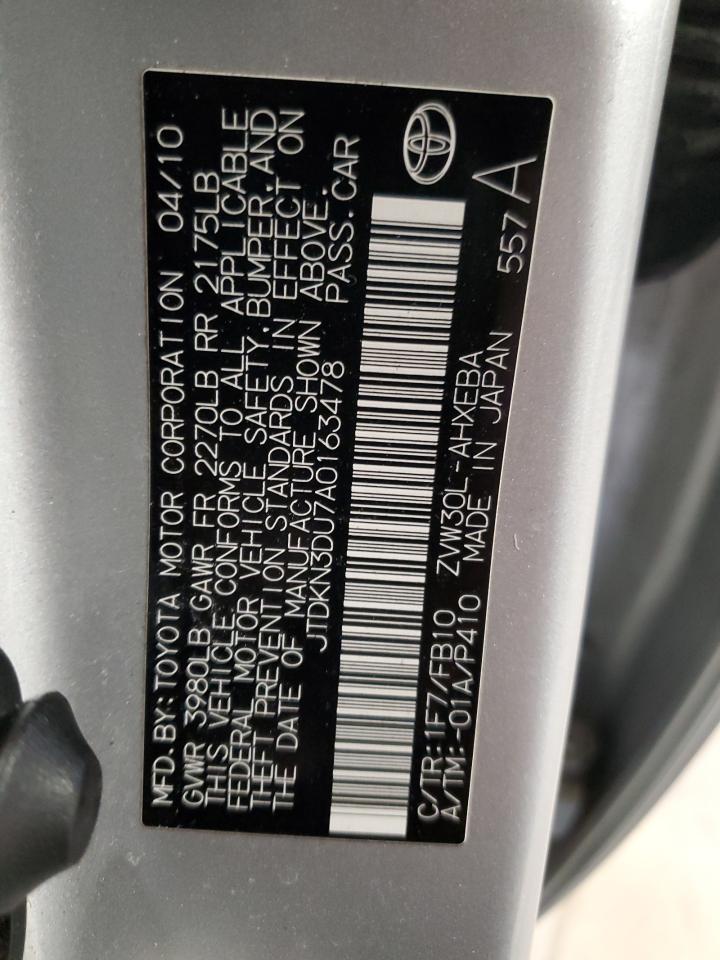 MFD. BY: TOYOTA MOTOR CORPORATION 04/10
GVWR 3980LB GAWR FR 2270LB RR 2175LB
THIS VEHICLE CONFORMS TO ALL APPLICABLE
FEDERAL MOTOR VEHICLE SAFETY, BUMPER, AND
THEFT PREVENTION STANDARDS IN EFFECT ON
THE DATE OF MANUFACTURE SHOWN ABOVE.
JTDKN3DU7A0163478 PASS. CAR
C/TR: 1F7/FB10 ZVW30L-AHXEBA
A/TM: -01A/P410 MADE IN JAPAN 557 A